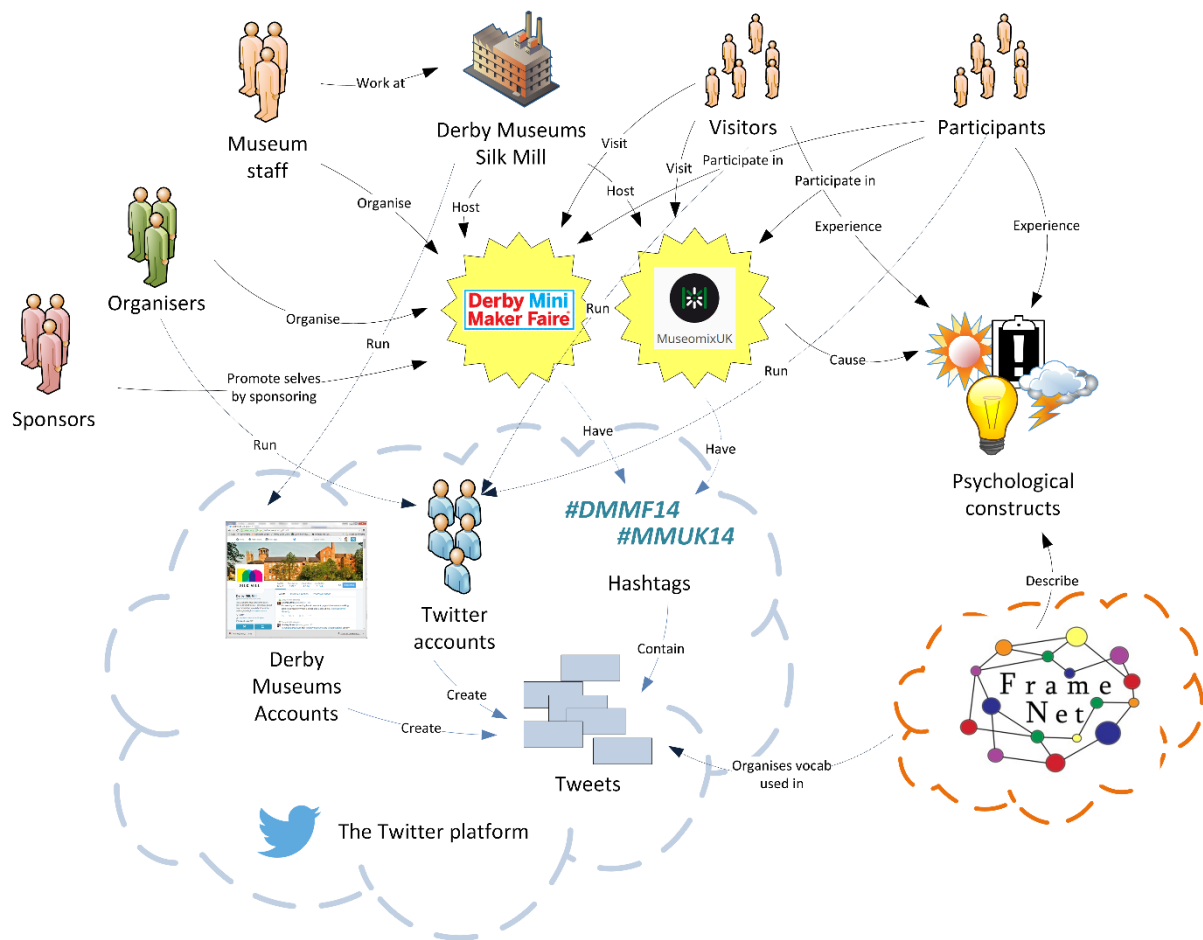 Work at
Museum
staff
Derby Museums
Silk Mill
Visitors
Participants
Visit
Visit
Participate in
Participate in
Organise
Host
Host
Experience
Experience
Organisers
Organise
Derby Mini
Maker Faire
MuseomixUK
Run
Run
Run
Run
Cause
Sponsors
Promote selves
by sponsoring
Have
Have
Psychological
constructs
#DMMF14
#MMUK14
Hashtags
Describe
SILK MILL
Twitter
accounts
Contain
Frame
Net
Derby
Museums
Accounts
Create
Create
Tweets
Organises vocab
used in
The Twitter platform